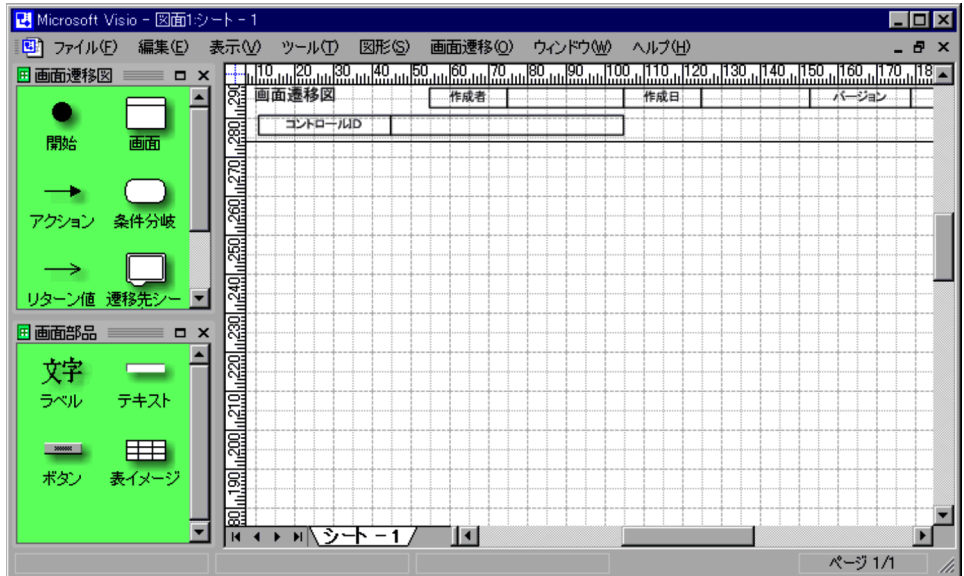 Microsoft Visio - 図面1:シート - 1
ファイル(F) 編集(E) 表示(V) ツール(T) 図形(S) 画面遷移(O) ウィンドウ(W) ヘルプ(H)
画面遷移図
開始 画面
アクション 条件分岐
リターン値 遷移先シー
画面部品
文字
ラベル テキスト
ボタン 表イメージ
10 20 30 40 50 60 70 80 90 100 110 120 130 140 150 160 170 18
290 280 270 260 250 240 230 220 210 200 190 80
画面遷移図 作成者 作成日 バージョン
コントロールID
シート - 1
ページ 1/1